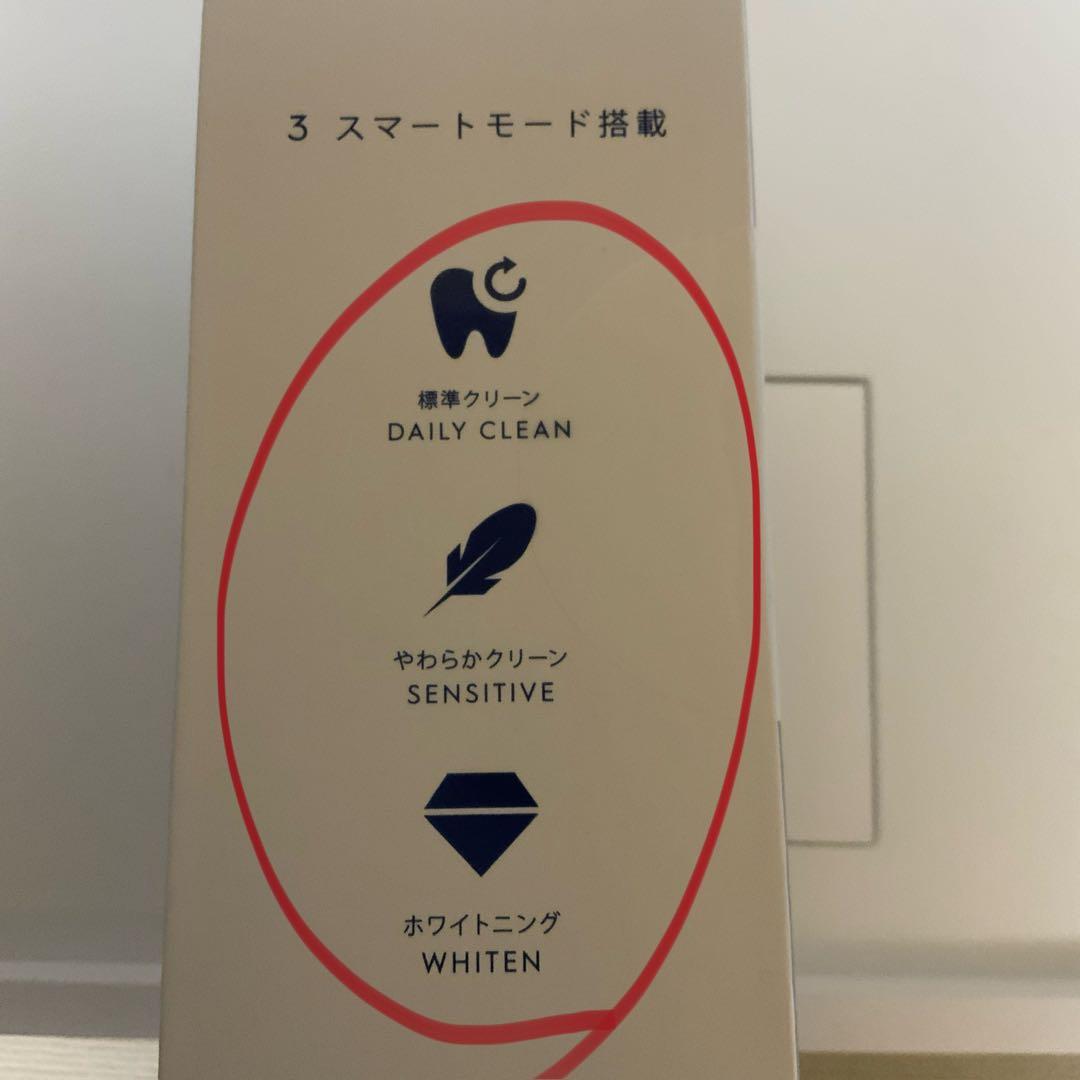 3 スマートモード搭載
標準クリーン
DAILY CLEAN
やわらかクリーン
SENSITIVE
ホワイトニング
WHITEN